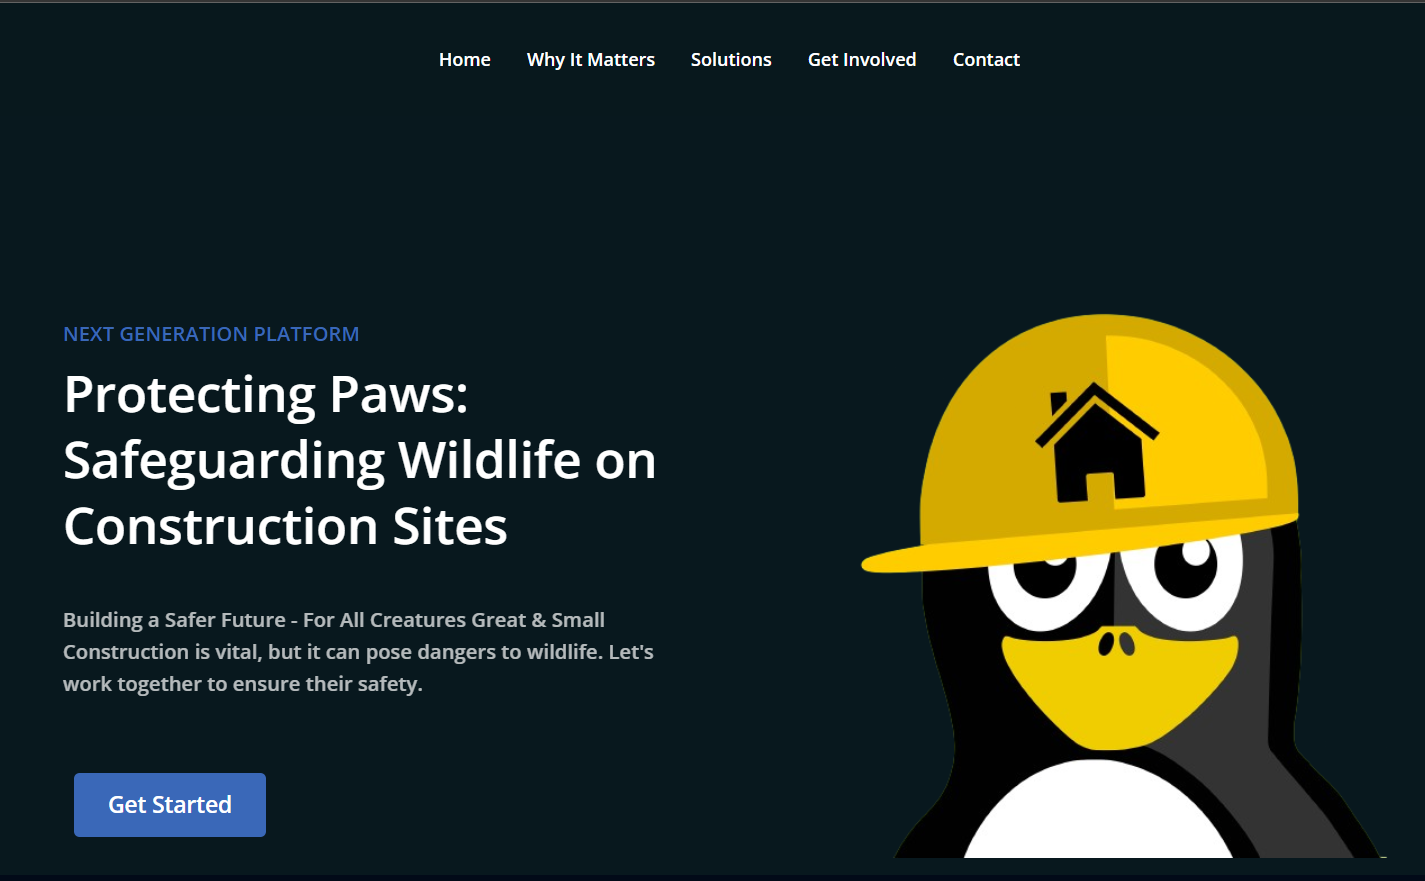 Home Why It Matters Solutions Get Involved Contact
NEXT GENERATION PLATFORM
Protecting Paws:
Safeguarding Wildlife on
Construction Sites
Building a Safer Future - For All Creatures Great & Small
Construction is vital, but it can pose dangers to wildlife. Let's
work together to ensure their safety.
Get Started